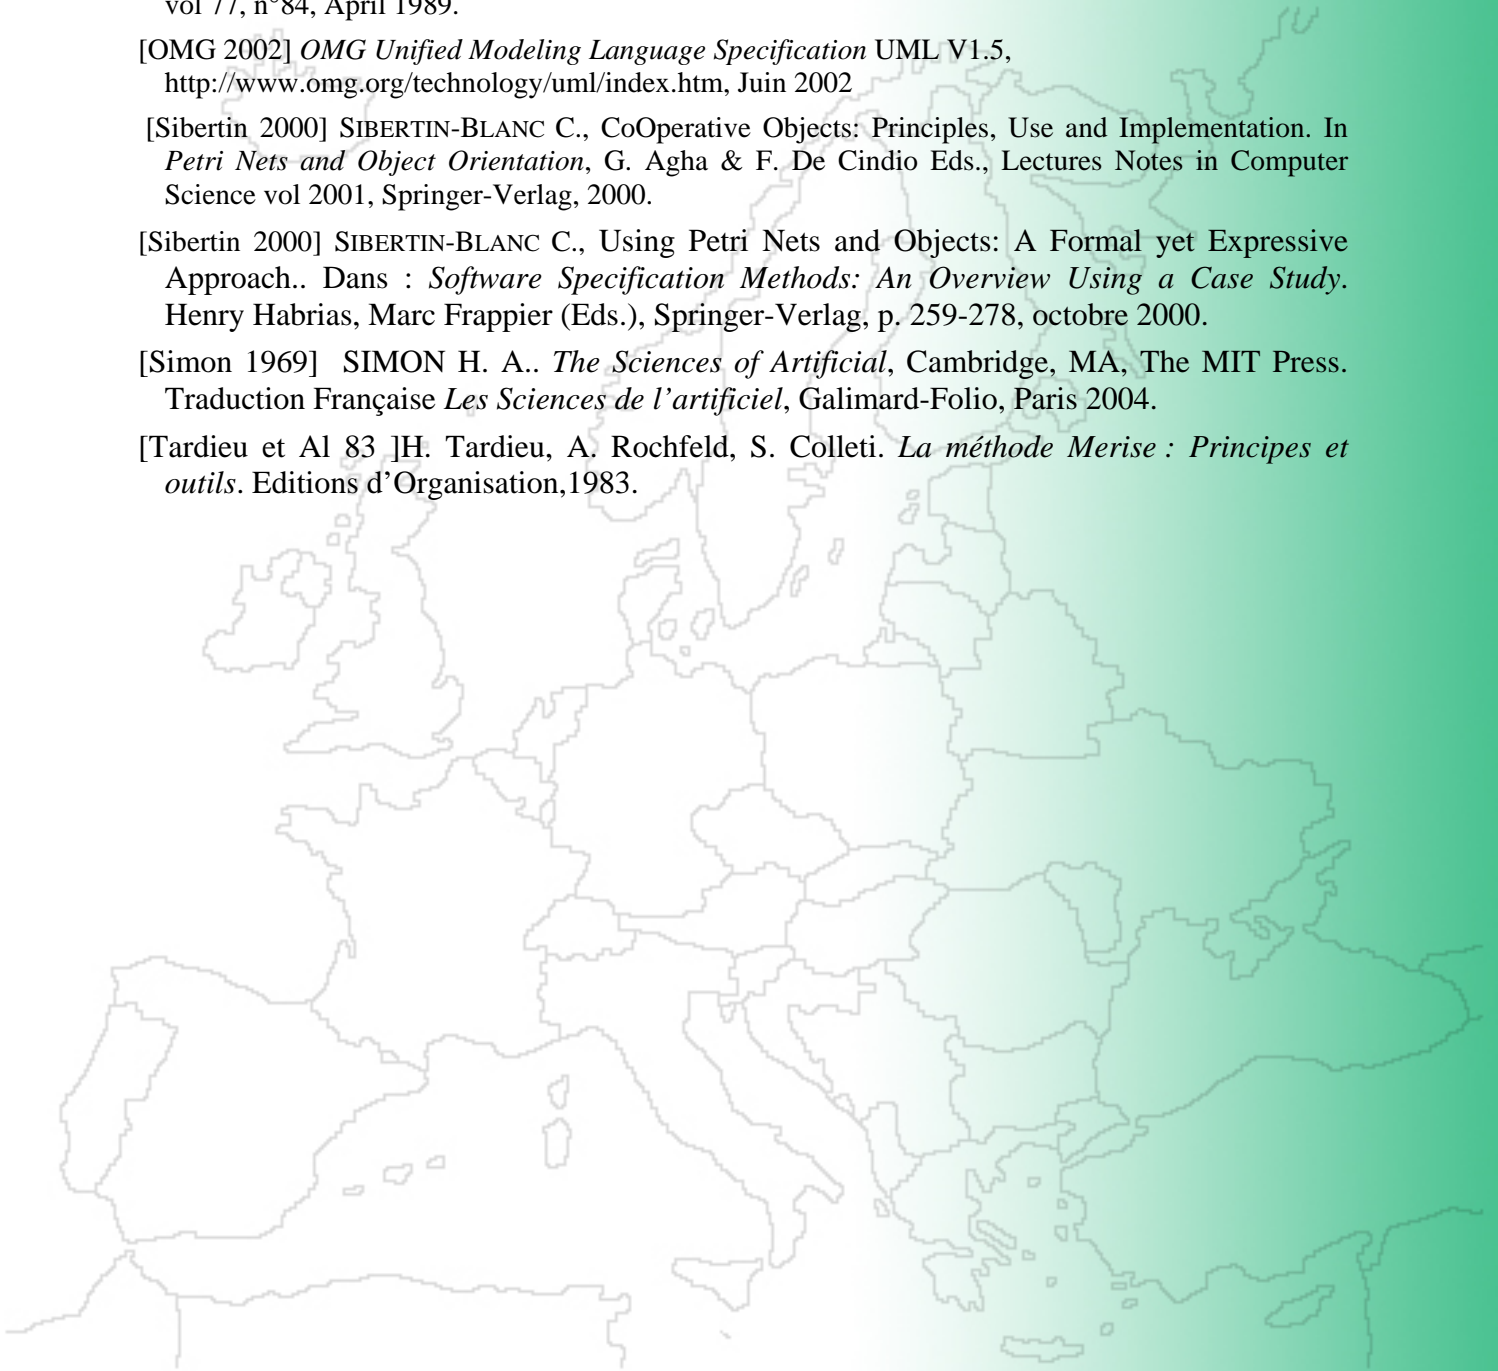 vol 77, n°84, April 1989.
[OMG 2002] OMG Unified Modeling Language Specification UML V1.5,
http://www.omg.org/technology/uml/index.htm, Juin 2002
[Sibertin 2000] SIBERTIN-BLANC C., CoOperative Objects: Principles, Use and Implementation. In
Petri Nets and Object Orientation, G. Agha & F. De Cindio Eds., Lectures Notes in Computer
Science vol 2001, Springer-Verlag, 2000.
[Sibertin 2000] SIBERTIN-BLANC C., Using Petri Nets and Objects: A Formal yet Expressive
Approach.. Dans : Software Specification Methods: An Overview Using a Case Study.
Henry Habrias, Marc Frappier (Eds.), Springer-Verlag, p. 259-278, octobre 2000.
[Simon 1969] SIMON H. A.. The Sciences of Artificial, Cambridge, MA, The MIT Press.
Traduction Française Les Sciences de l’artificiel, Galimard-Folio, Paris 2004.
[Tardieu et Al 83 ]H. Tardieu, A. Rochfeld, S. Colleti. La méthode Merise : Principes et
outils. Editions d’Organisation,1983.